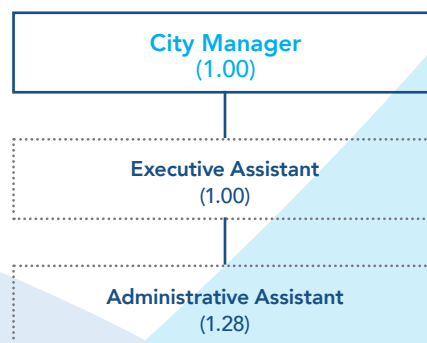 City Manager
(1.00)
Executive Assistant
(1.00)
Administrative Assistant
(1.28)